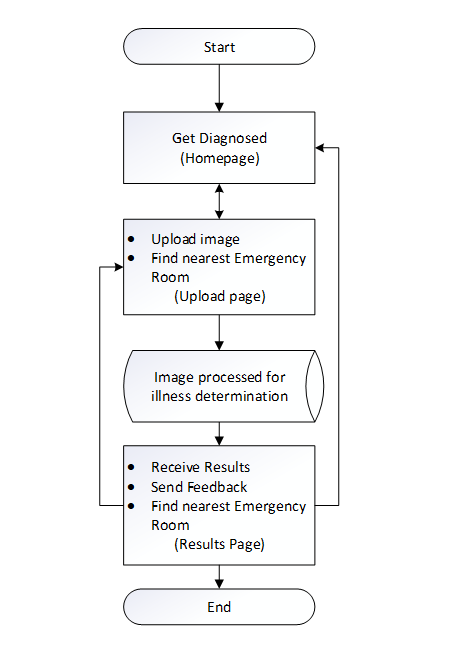 Start
Get Diagnosed
(Homepage)
• Upload image
• Find nearest Emergency
Room
(Upload page)
Image processed for
illness determination
• Receive Results
• Send Feedback
• Find nearest Emergency
Room
(Results Page)
End